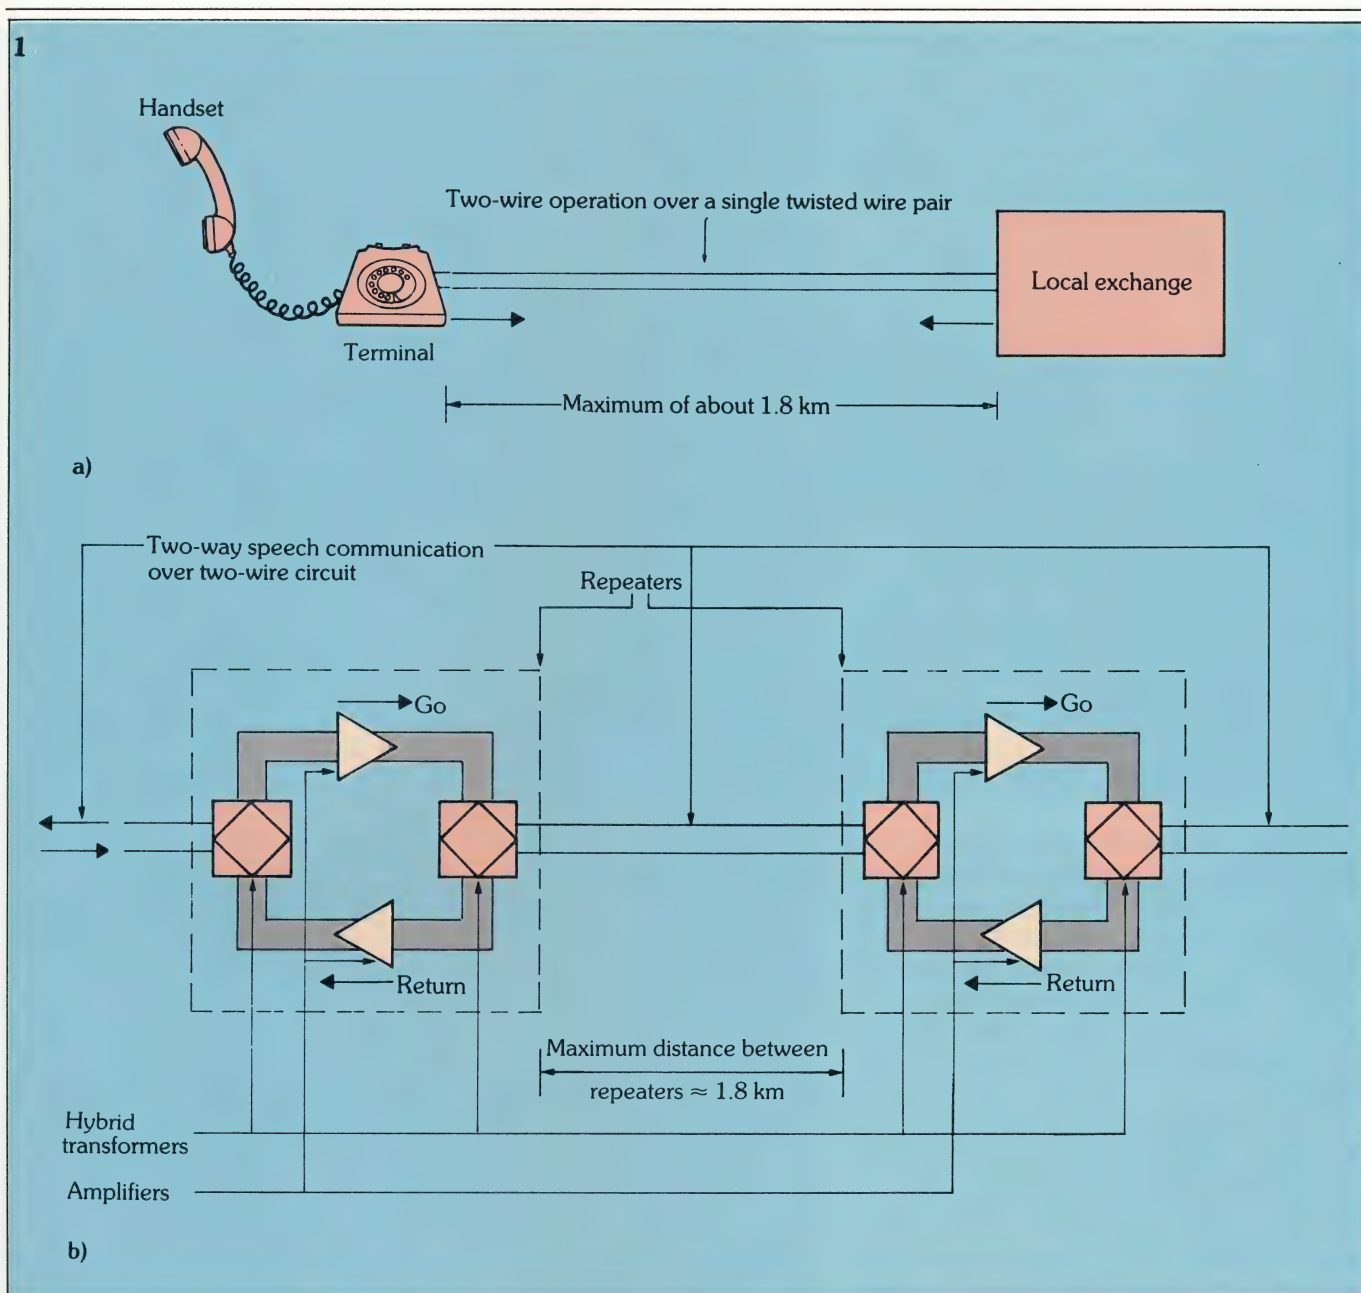 1
Handset
Two-wire operation over a single twisted wire pair
Local exchange
Terminal
Maximum of about 1.8 km
a)
Two-way speech communication
over two-wire circuit
Repeaters
Go
Go
Return
Return
Maximum distance between
repeaters ≈ 1.8 km
Hybrid
transformers
Amplifiers
b)